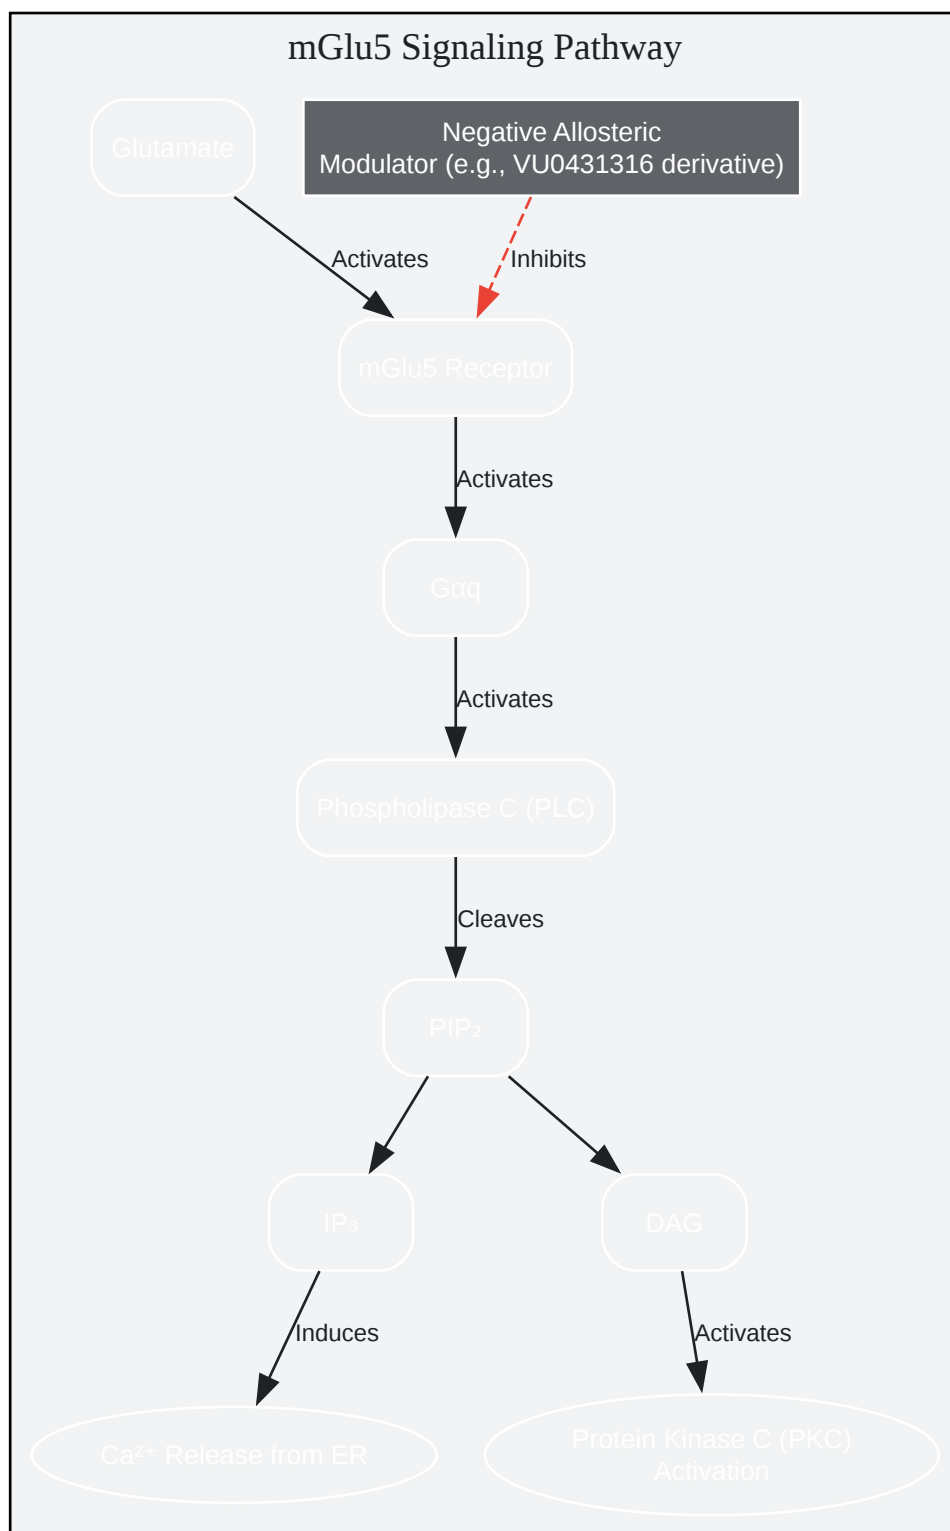 mGlu5 Signaling Pathway
Glutamate
Negative Allosteric
Modulator (e.g., VU0431316 derivative)
Activates
Inhibits
mGlu5 Receptor
Activates
Gαq
Activates
Phospholipase C (PLC)
Cleaves
PIP₂
IP₃
DAG
Induces
Activates
Ca²⁺ Release from ER
Protein Kinase C (PKC)
Activation